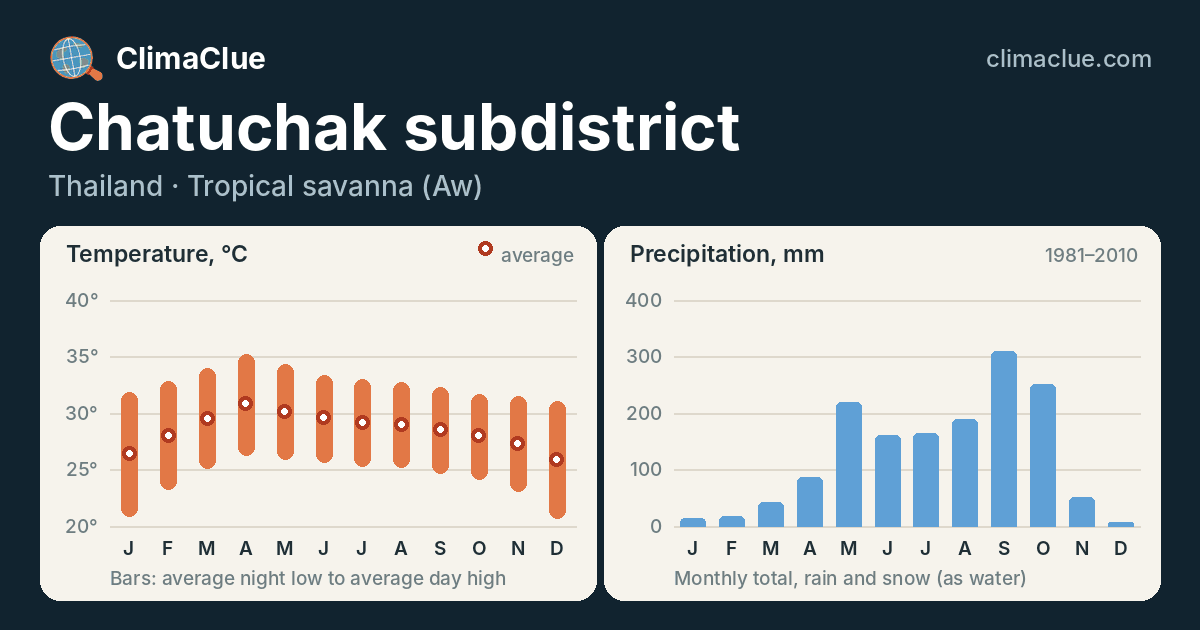 ClimaClue
climaclue.com
Chatuchak subdistrict
Thailand · Tropical savanna (Aw)
Temperature, °C
average
40°
35°
30°
25°
20°
J F M A M J J A S O N D
Bars: average night low to average day high
Precipitation, mm
1981–2010
400
300
200
100
0
J F M A M J J A S O N D
Monthly total, rain and snow (as water)